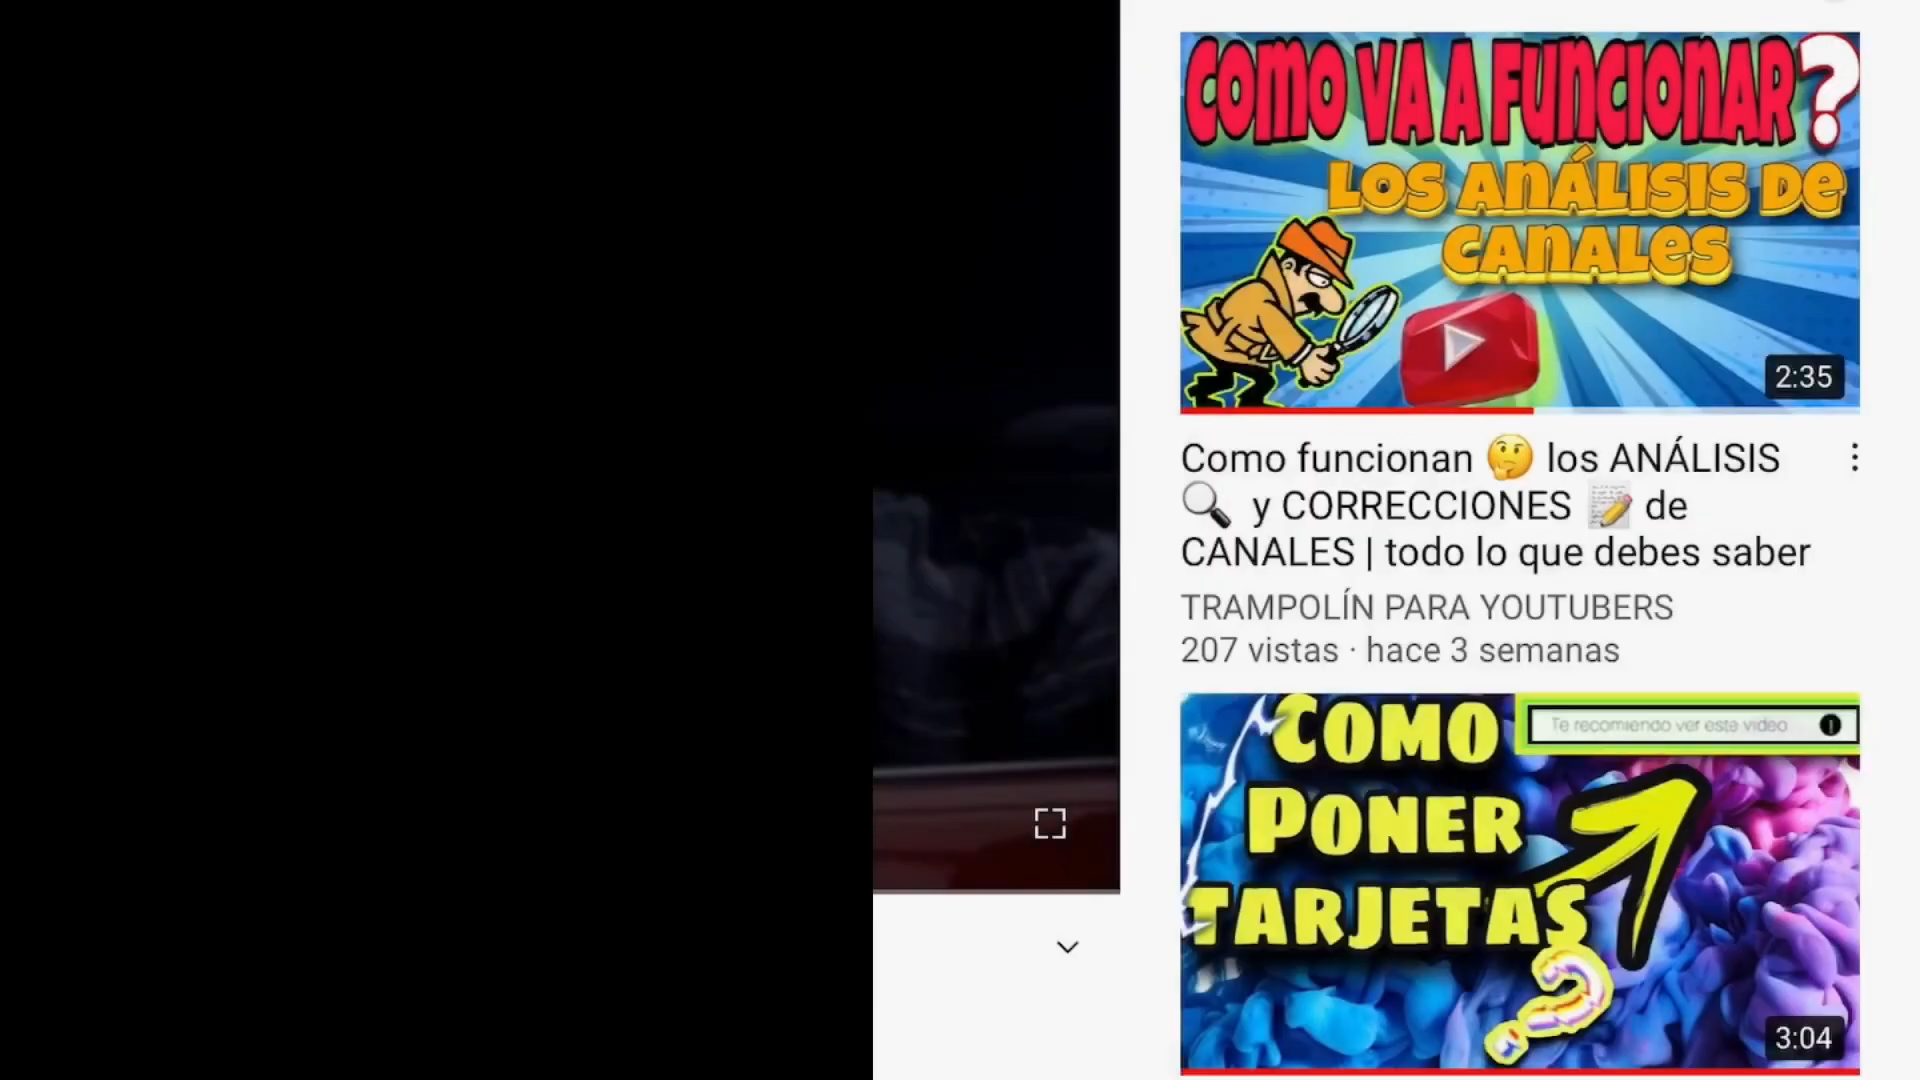 COMO VA A FUNCIONAR?
LOS ANÁLISIS DE
CANALES
2:35
Como funcionan 🤔 los ANÁLISIS
🔍 y CORRECCIONES 📝 de
CANALES | todo lo que debes saber
TRAMPOLÍN PARA YOUTUBERS
207 vistas · hace 3 semanas
Te recomiendo ver este video
COMO
PONER
TARJETAS
?
3:04